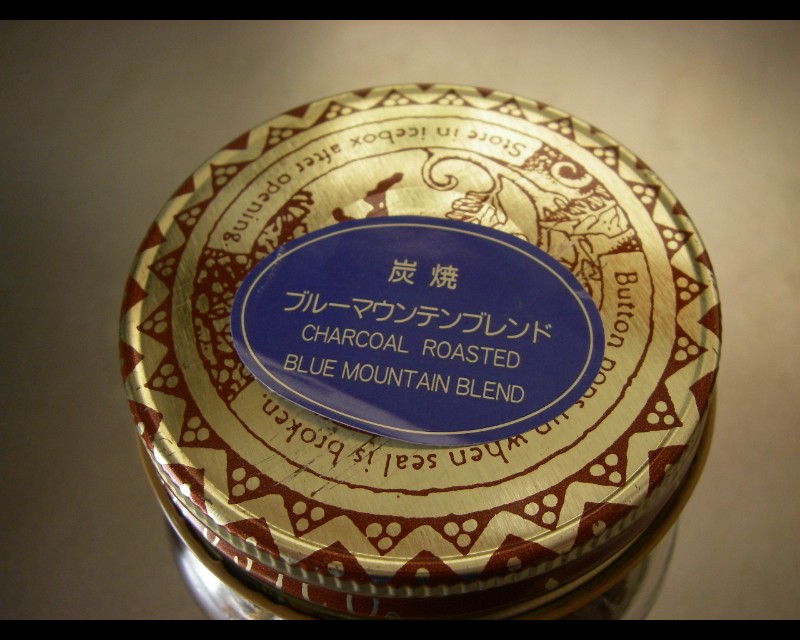 炭焼
ブルーマウンテンブレンド
CHARCOAL ROASTED
BLUE MOUNTAIN BLEND
Store in icebox after opening.
Button pops up when seal is broken.